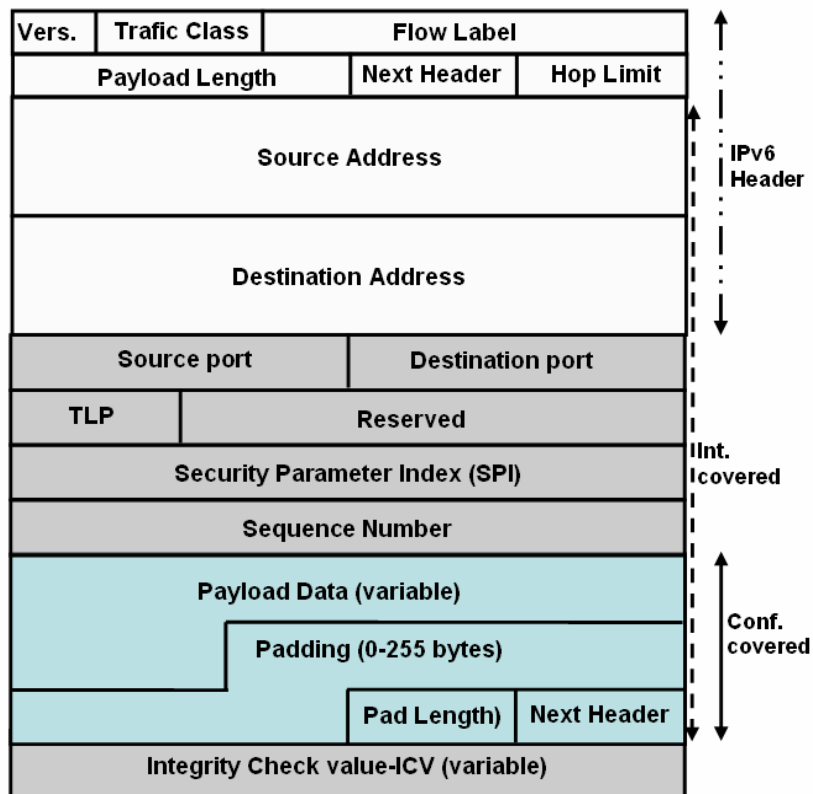 Vers.
Trafic Class
Flow Label
Payload Length
Next Header
Hop Limit
Source Address
IPv6
Header
Destination Address
Source port
Destination port
TLP
Reserved
Int.
covered
Security Parameter Index (SPI)
Sequence Number
Payload Data (variable)
Padding (0-255 bytes)
Conf.
covered
Pad Length)
Next Header
Integrity Check value-ICV (variable)